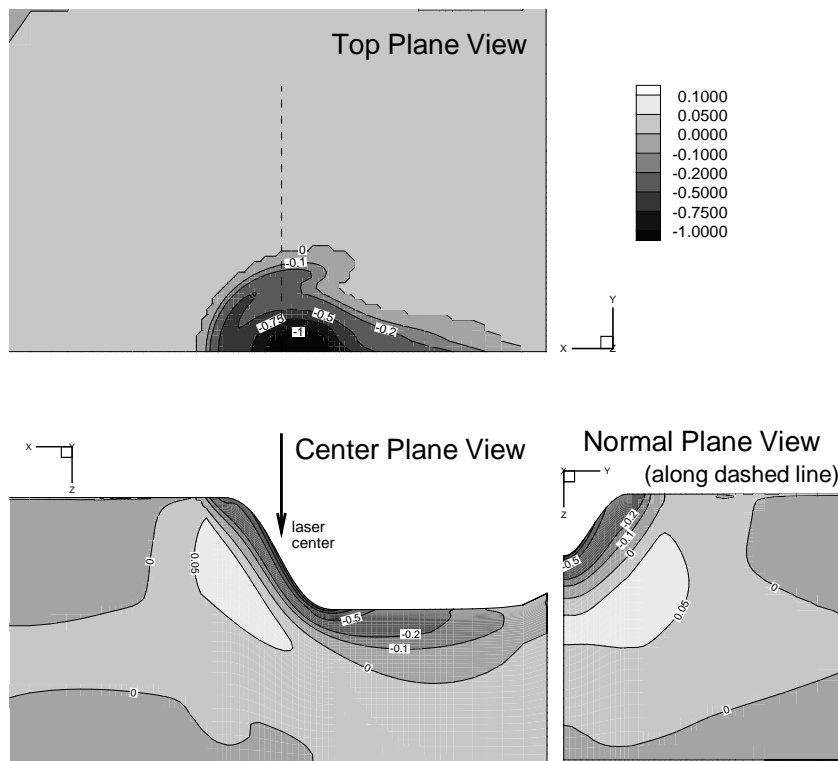 Top Plane View
0.1000
0.0500
0.0000
-0.1000
-0.2000
-0.5000
-0.7500
-1.0000
0
-0.1
-0.75
-0.5
-0.2
-1
Y
X
Z
X
Y
Z
Center Plane View
laser
center
0
0.05
-0.5
-0.2
-0.1
0
0
0
Normal Plane View
(along dashed line)
X
Y
Z
-0.2
-0.1
0
-0.5
0.05
0
0